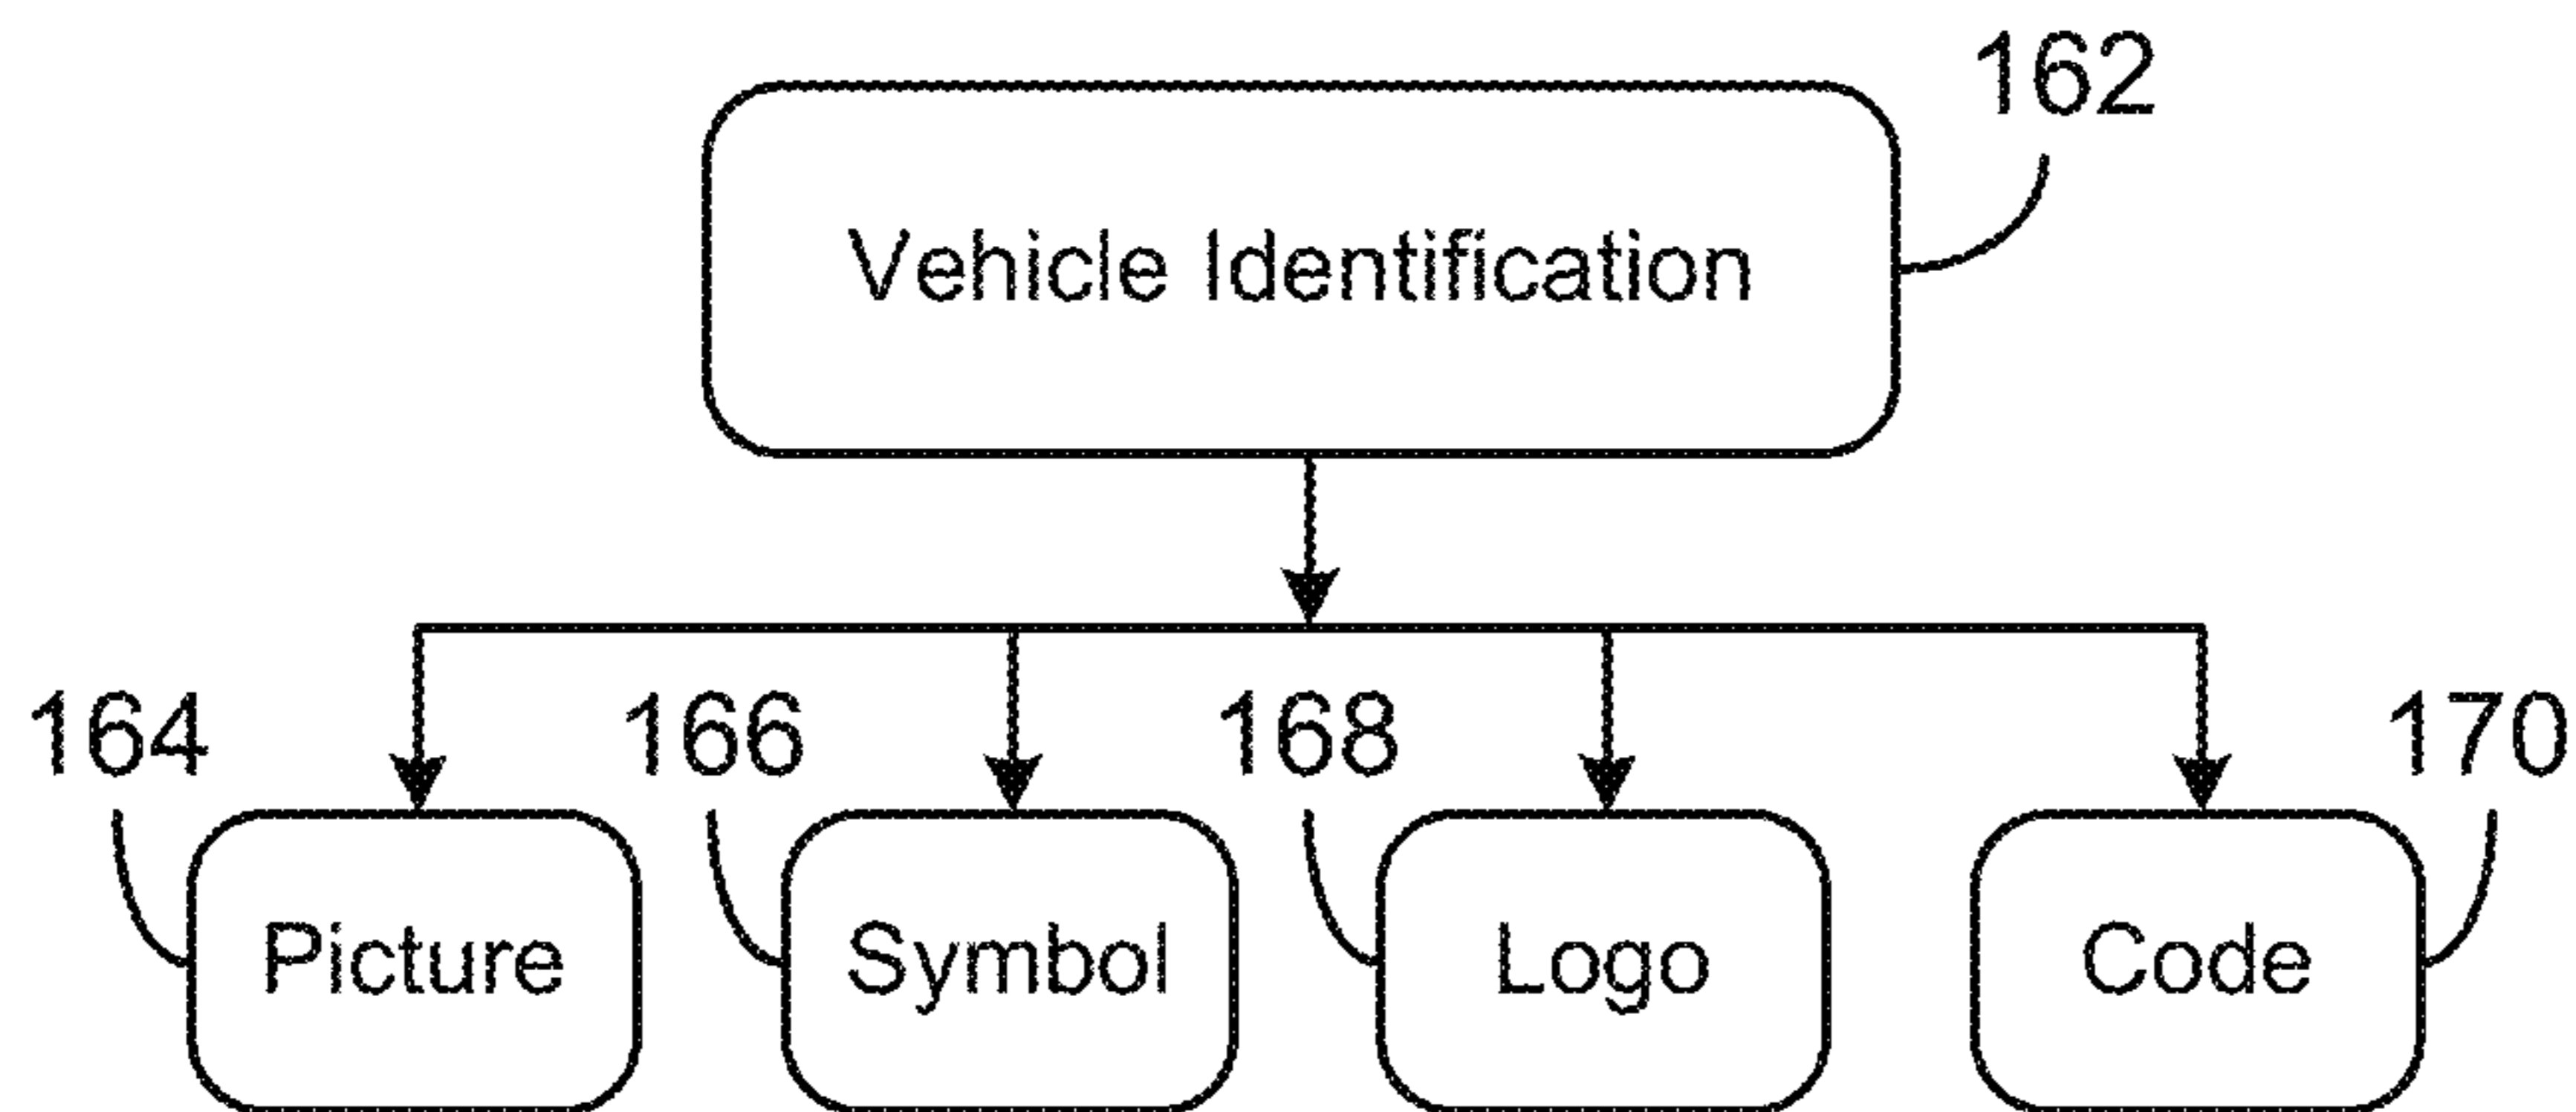 162
Vehicle Identification
164
166
168
170
Picture
Symbol
Logo
Code